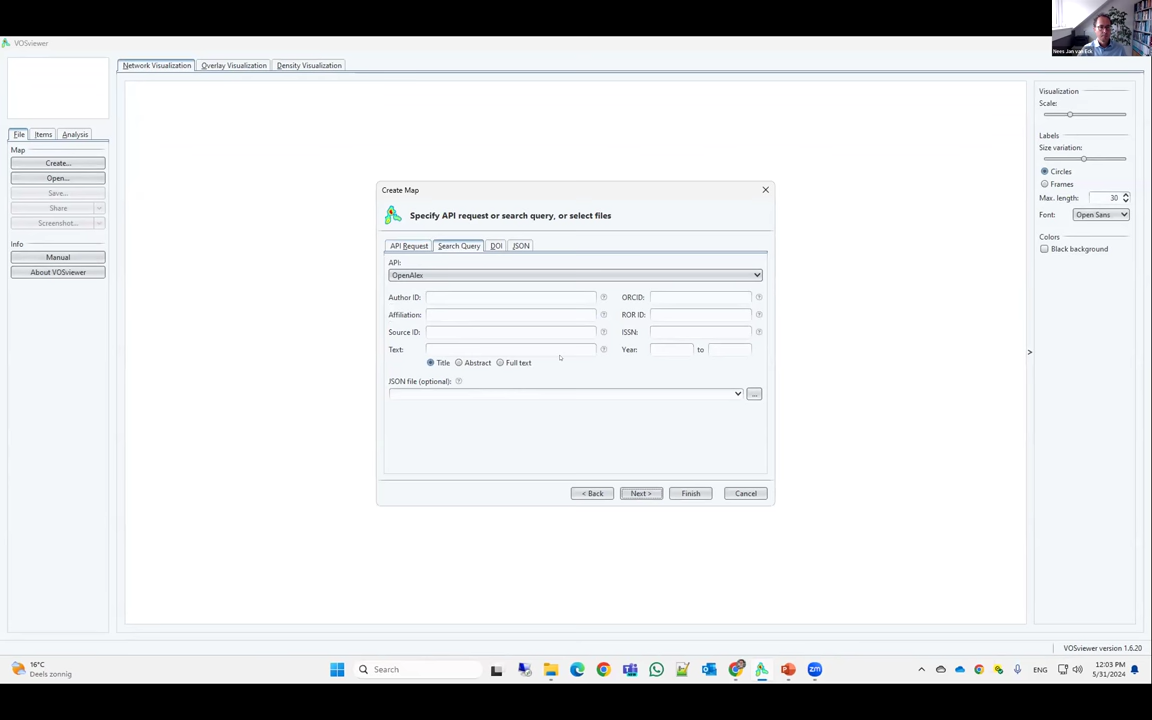 VOSviewer
Nees Jan van Eck
Network Visualization Overlay Visualization Density Visualization
File Items Analysis
Map
Create...
Open...
Save...
Share
Screenshot...
Info
Manual
About VOSviewer
Create Map
Specify API request or search query, or select files
API Request Search Query DOI JSON
API:
OpenAlex
Author ID: ORCID:
Affiliation: ROR ID:
Source ID: ISSN:
Text: Year: to
Title Abstract Full text
JSON file (optional):
...
< Back Next > Finish Cancel
Visualization
Scale:
Labels
Size variation:
Circles
Frames
Max. length: 30
Font: Open Sans
Colors
Black background
>
VOSviewer version 1.6.20
16°C
Deels zonnig
Search
ENG
12:03 PM
5/31/2024